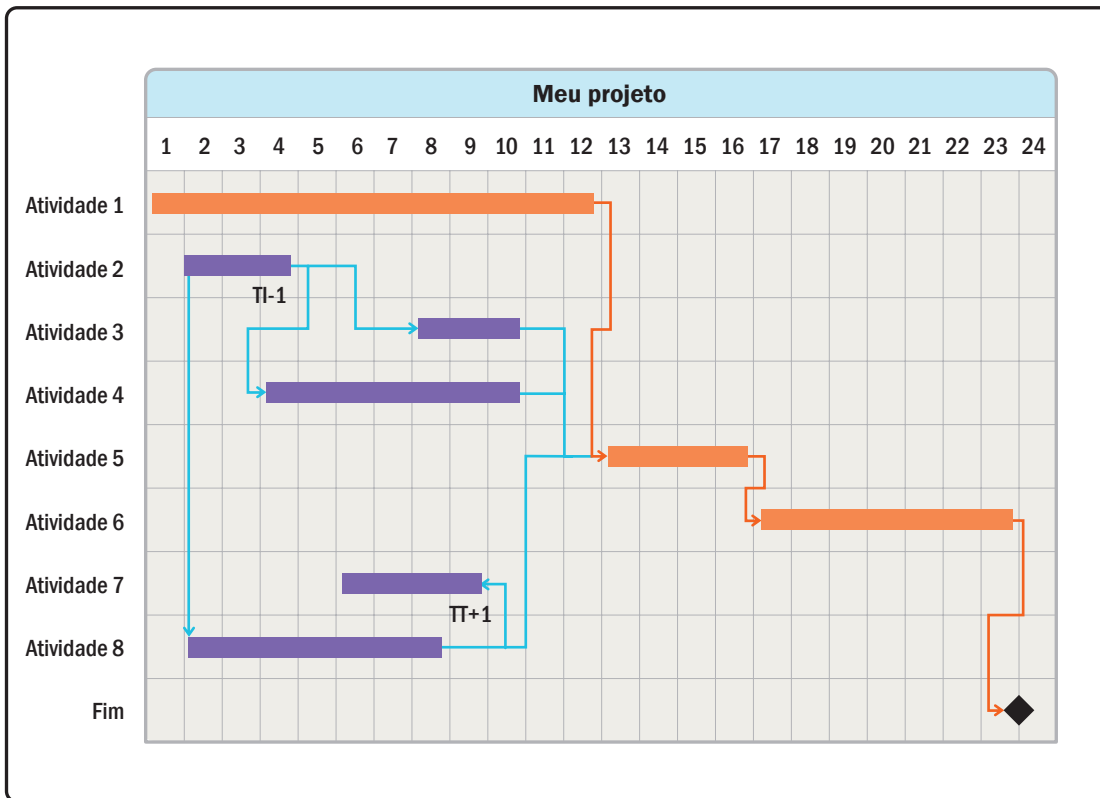 Meu projeto
1 2 3 4 5 6 7 8 9 10 11 12 13 14 15 16 17 18 19 20 21 22 23 24
Atividade 1
Atividade 2
TI-1
Atividade 3
Atividade 4
Atividade 5
Atividade 6
Atividade 7
TT+1
Atividade 8
Fim